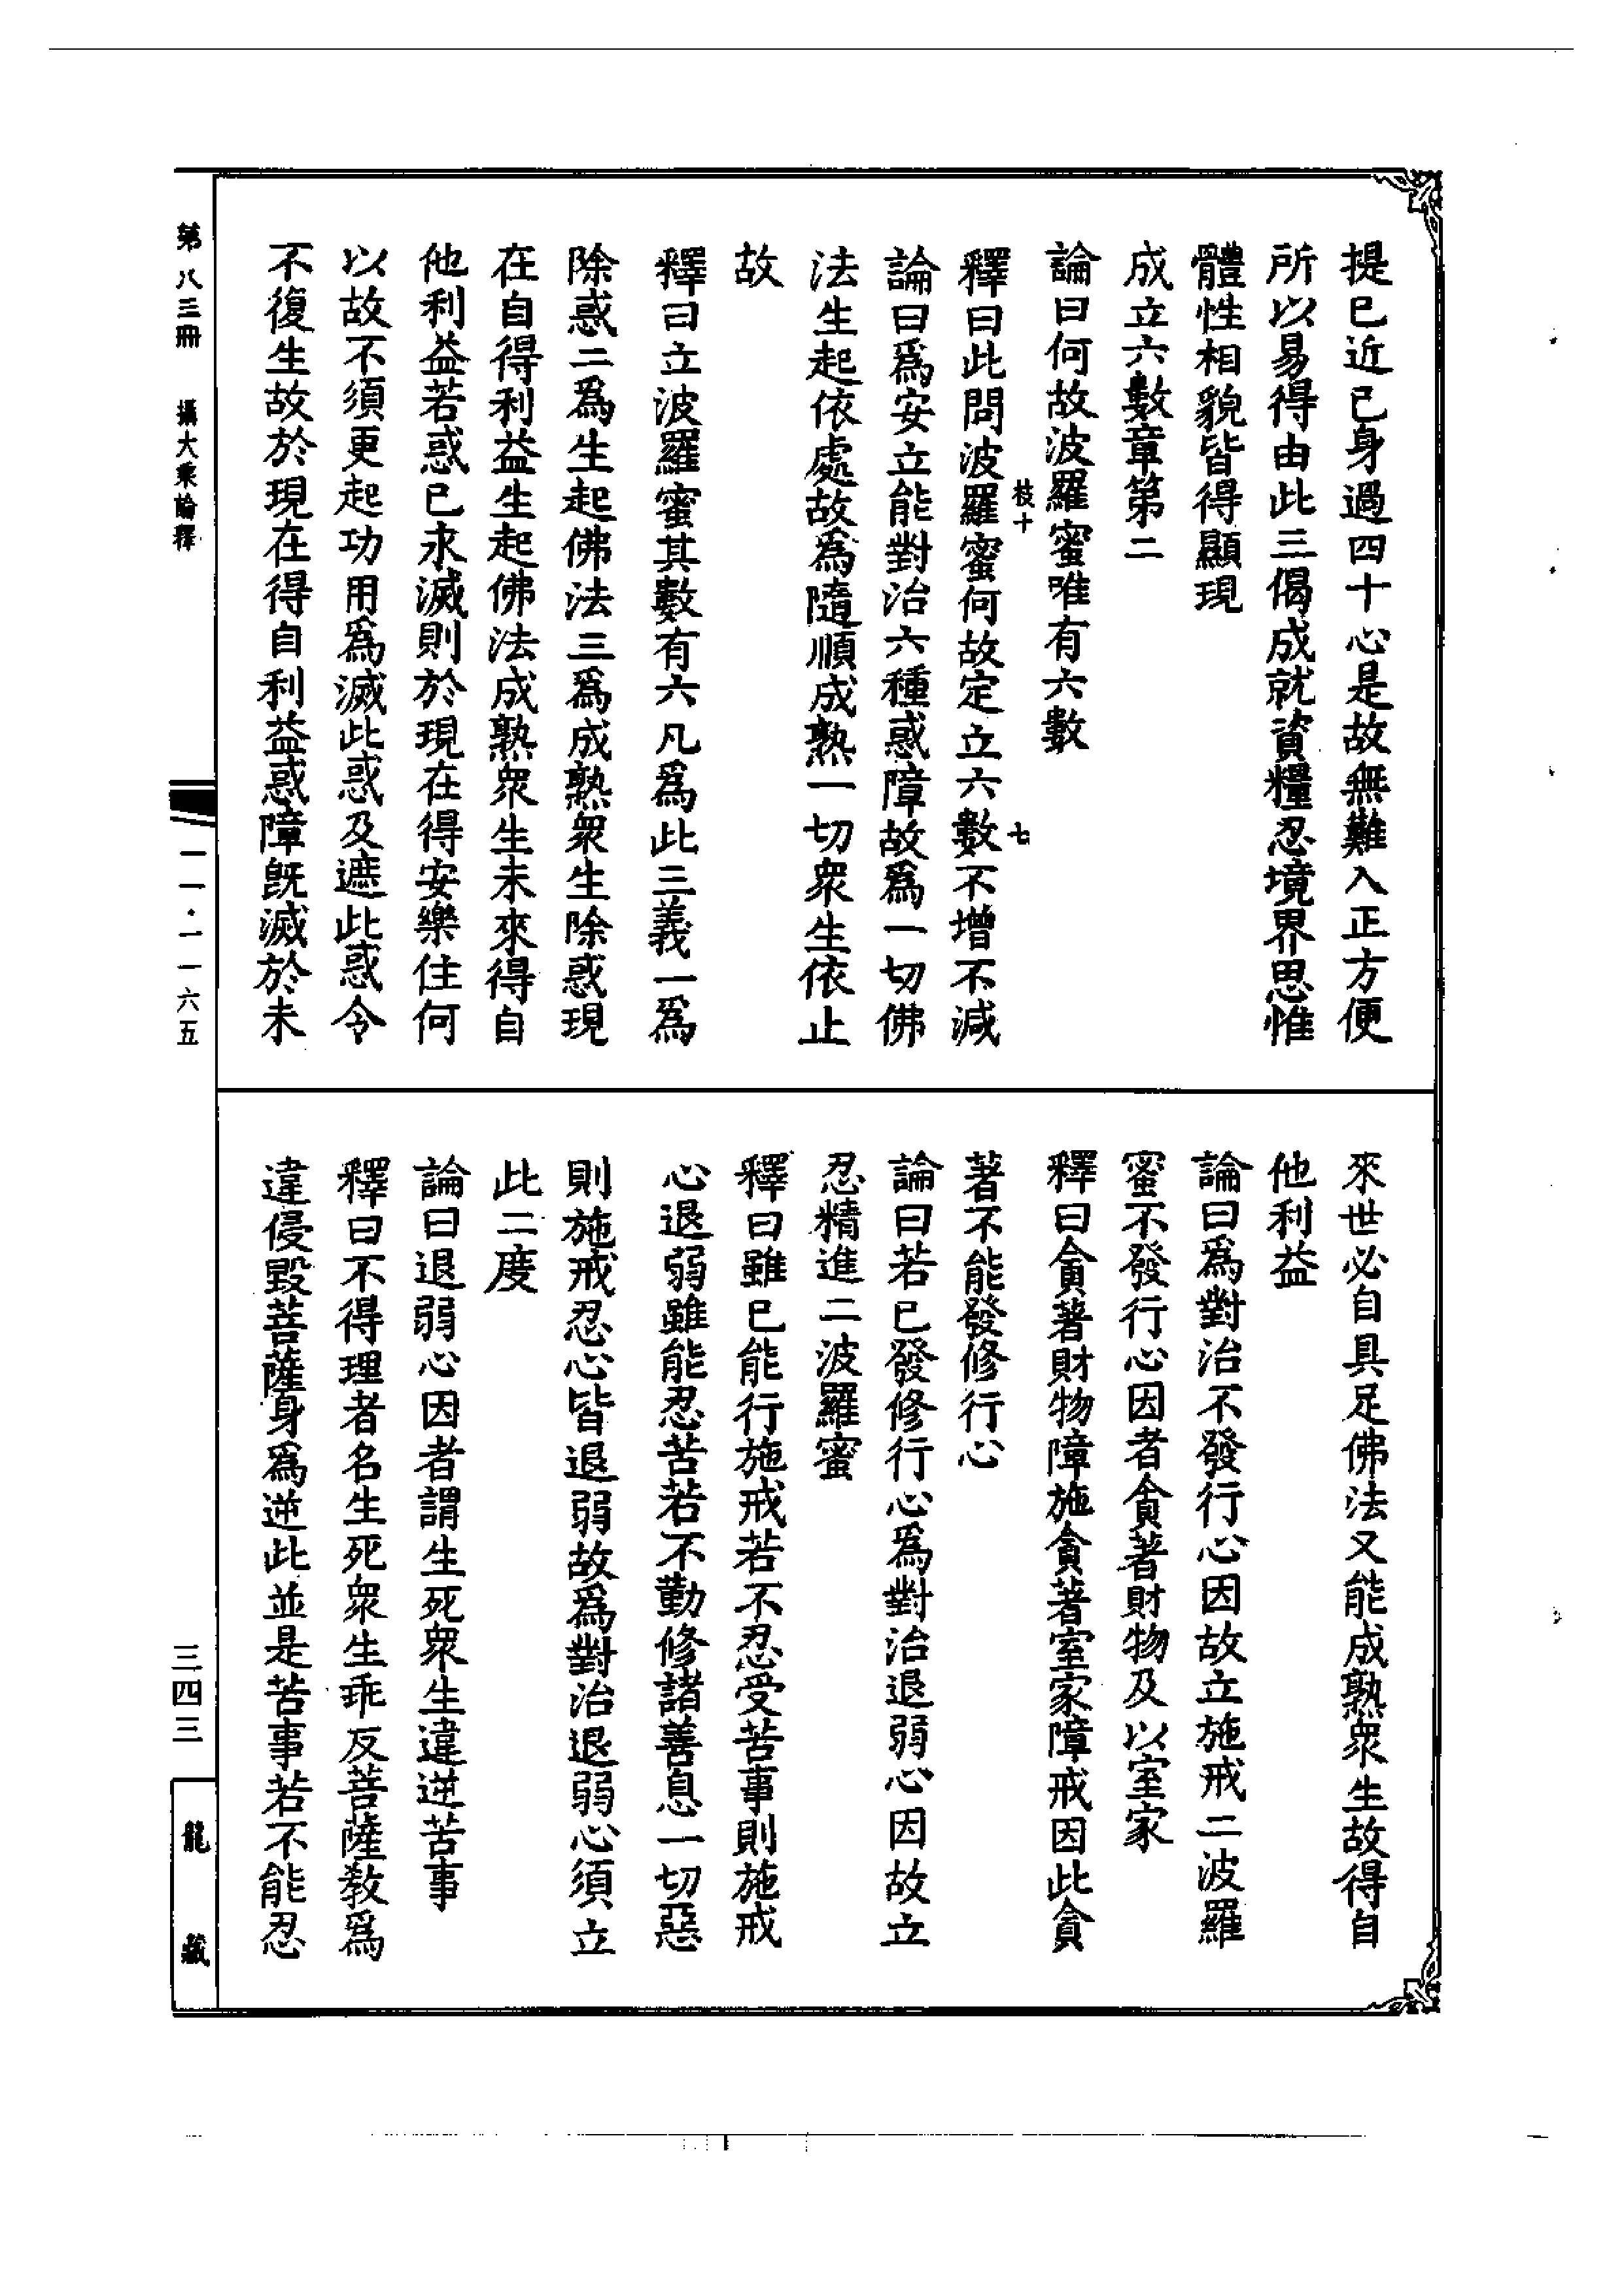 提已近已身過四十心是故無難入正方便
所以易得由此三偈成就資糧忍境界思惟
體性相貌皆得顯現
成立六數章第二
論曰何故波羅蜜唯有六數
枝十 七
釋曰此問波羅蜜何故定立六數不增不減
論曰爲安立能對治六種惑障故爲一切佛
法生起依處故爲隨順成熟一切衆生依止
故
釋曰立波羅蜜其數有六凡爲此三義一爲
除惑二爲生起佛法三爲成熟衆生除惑現
在自得利益生起佛法成熟衆生未來得自
他利益若惑已永滅則於現在得安樂住何
以故不須更起功用爲滅此惑及遮此惑令
不復生故於現在得自利益惑障旣滅於未
來世必自具足佛法又能成熟衆生故得自
他利益
論曰爲對治不發行心因故立施戒二波羅
蜜不發行心因者貪著財物及以室家
釋曰貪著財物障施貪著室家障戒因此貪
著不能發修行心
論曰若已發修行心爲對治退弱心因故立
忍精進二波羅蜜
釋曰雖已能行施戒若不忍受苦事則施戒
心退弱雖能忍苦若不勤修諸善息一切惡
則施戒忍心皆退弱故爲對治退弱心須立
此二度
論曰退弱心因者謂生死衆生違逆苦事
釋曰不得理者名生死衆生乖反菩薩教爲
違侵毀菩薩身爲逆此並是苦事若不能忍
第八三冊 攝大乘論釋
一一·一一六五
三四三
龍藏